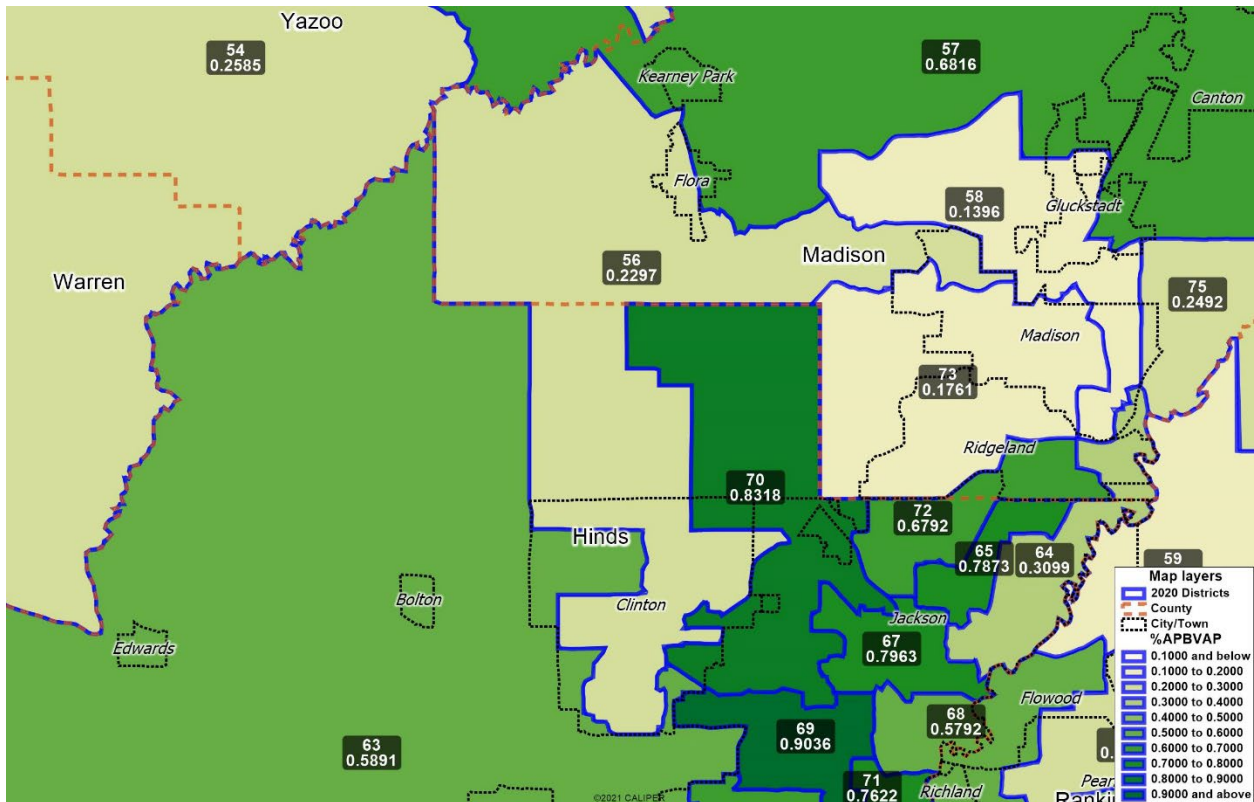 Yazoo
54
0.2585
57
0.6816
Kearney Park
Canton
Flora
58
0.1396
Gluckstadt
56
0.2297
Madison
Warren
75
0.2492
Madison
73
0.1761
Ridgeland
70
0.8318
72
0.6792
Hinds
65
0.7873
64
0.3099
59
Bolton
Clinton
Jackson
Edwards
67
0.7963
Flowood
69
0.9036
68
0.5792
63
0.5891
71
0.7622
Richland
©2021 CALIPER
Map layers
2020 Districts
County
City/Town
%APBVAP
0.1000 and below
0.1000 to 0.2000
0.2000 to 0.3000
0.3000 to 0.4000
0.4000 to 0.5000
0.5000 to 0.6000
0.6000 to 0.7000
0.7000 to 0.8000
0.8000 to 0.9000
0.9000 and above